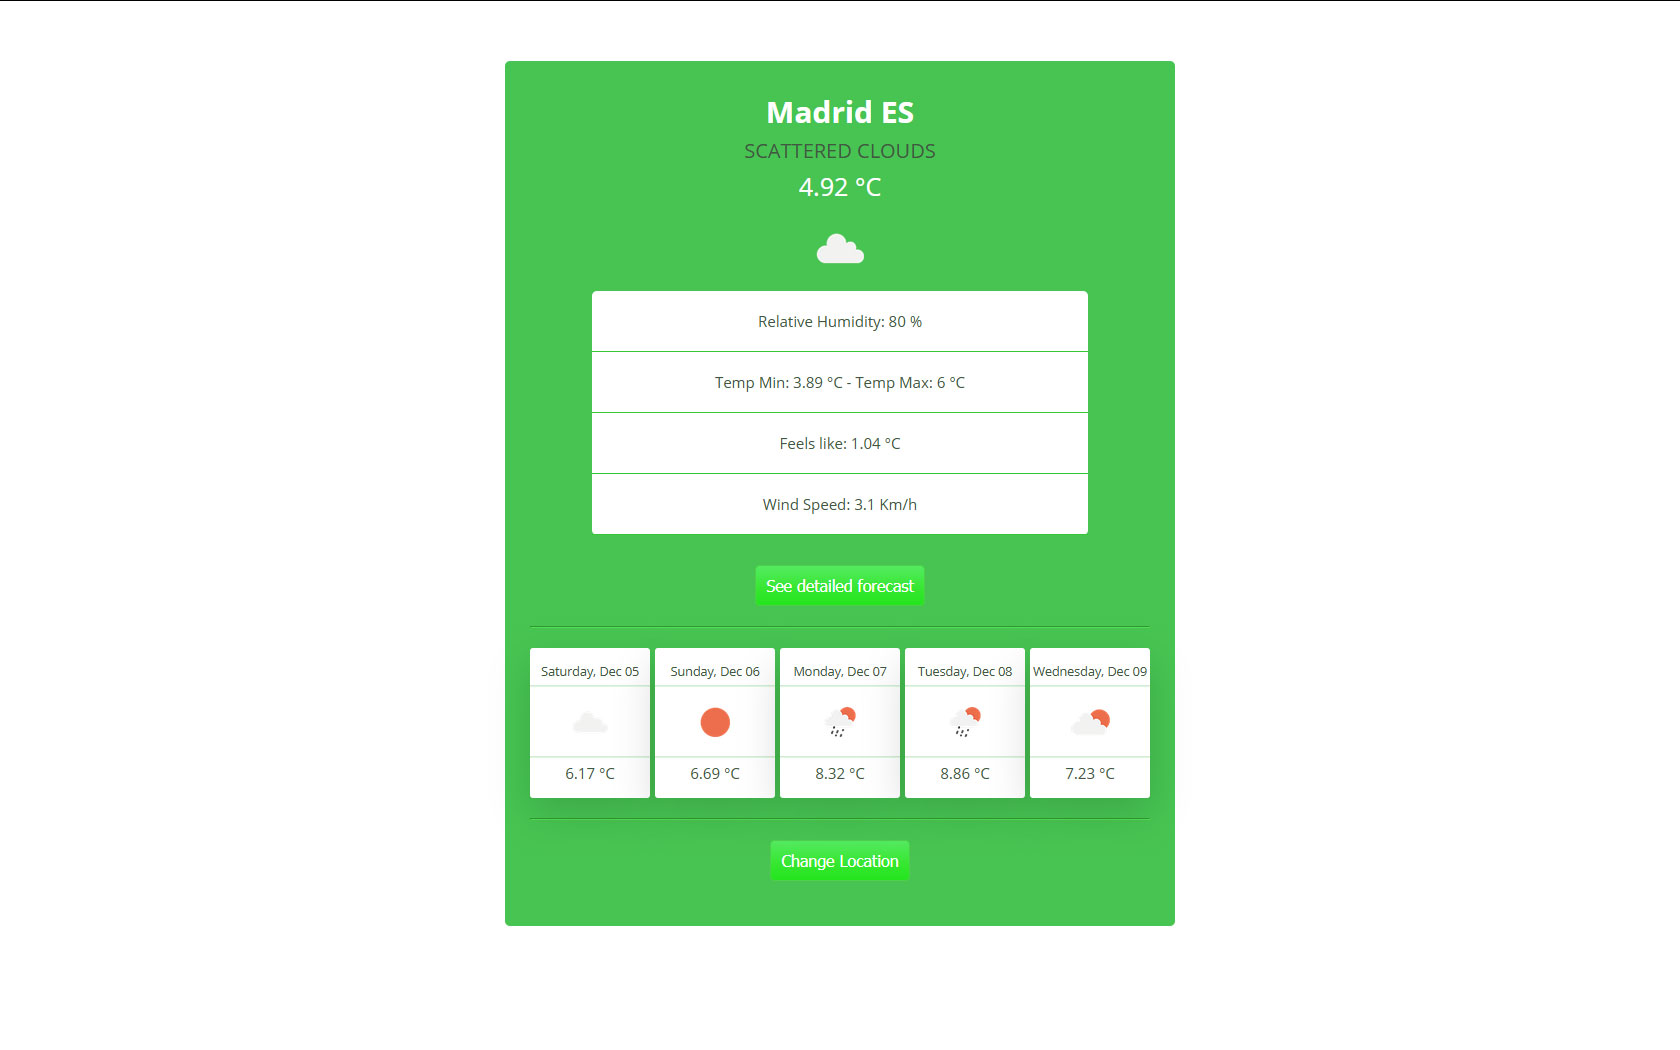 Madrid ES
SCATTERED CLOUDS
4.92 °C
Relative Humidity: 80 %
Temp Min: 3.89 °C - Temp Max: 6 °C
Feels like: 1.04 °C
Wind Speed: 3.1 Km/h
See detailed forecast
Saturday, Dec 05
6.17 °C
Sunday, Dec 06
6.69 °C
Monday, Dec 07
8.32 °C
Tuesday, Dec 08
8.86 °C
Wednesday, Dec 09
7.23 °C
Change Location